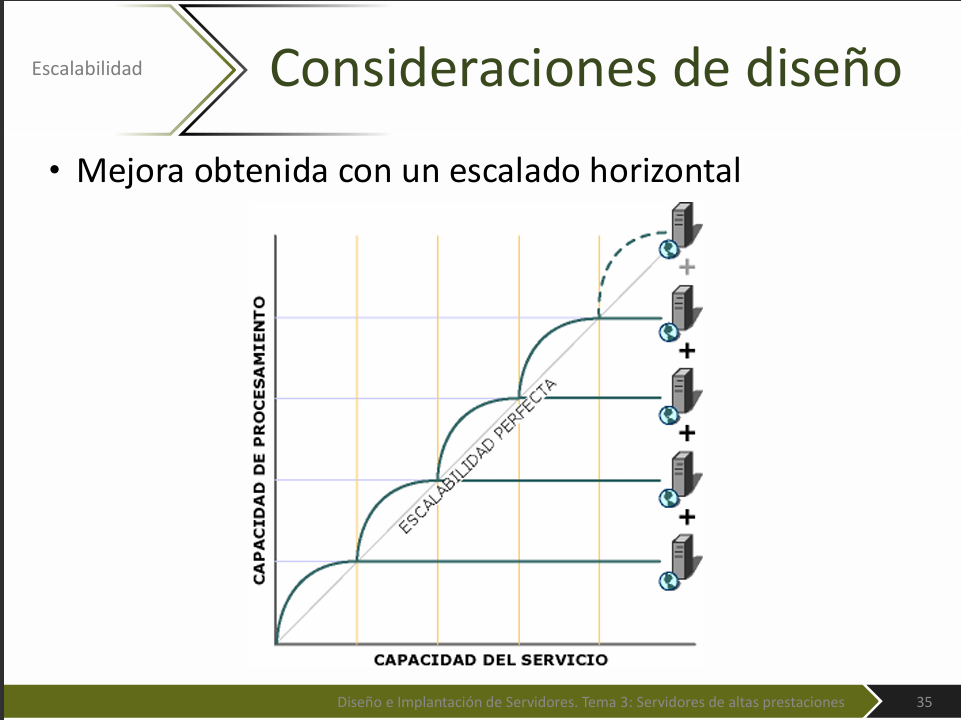 Escalabilidad
Consideraciones de diseño
• Mejora obtenida con un escalado horizontal
CAPACIDAD DE PROCESAMIENTO
ESCALABILIDAD PERFECTA
+
+
+
+
CAPACIDAD DEL SERVICIO
Diseño e Implantación de Servidores. Tema 3: Servidores de altas prestaciones
35